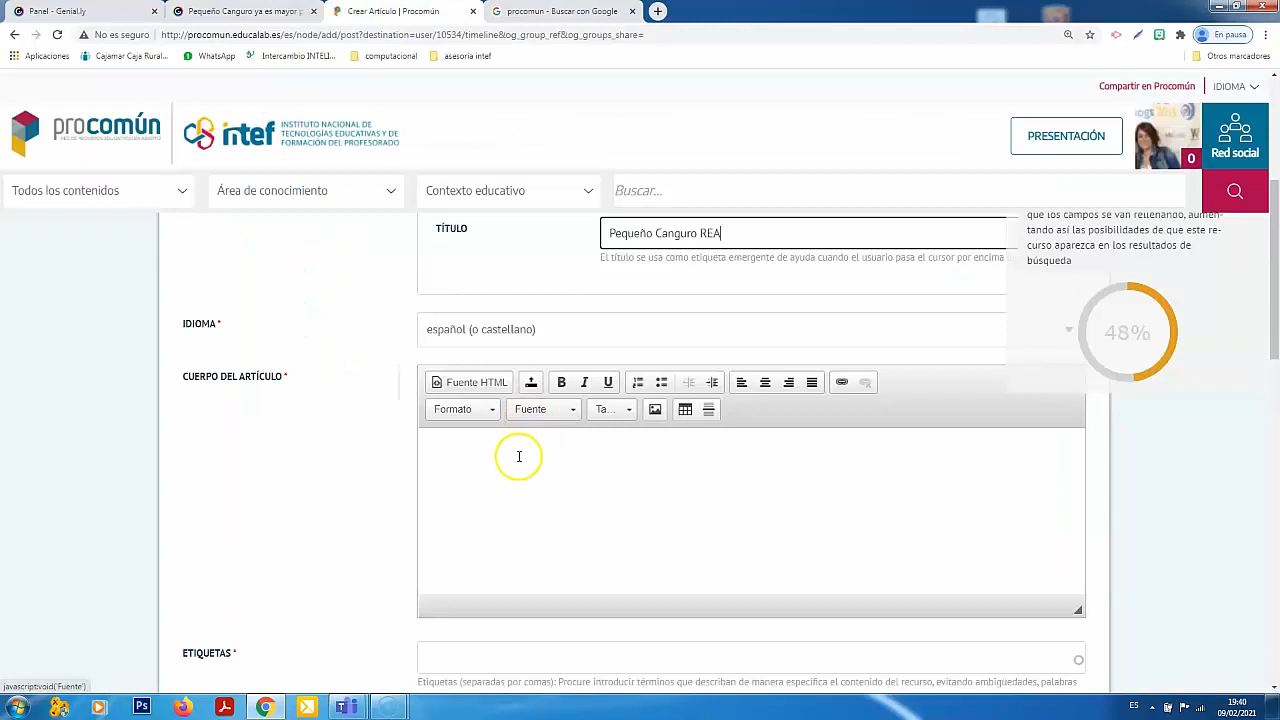 Panel - Genial.ly
Pequeño Canguro ya es mayor y
Crear Artículo | Procomún
procomun - Buscar con Google
No es seguro
http://procomun.educalab.es/es/node/add/post?destination=user/10534/timeline&og_group_ref&og_groups_share=
En pausa
Aplicaciones
Cajamar Caja Rural...
WhatsApp
Intercambio INTELI...
computacional
asesoría intef
Otros marcadores
Compartir en Procomún
IDIOMA
procomún
RED DE RECURSOS EDUCATIVOS EN ABIERTO
intef
INSTITUTO NACIONAL DE
TECNOLOGÍAS EDUCATIVAS Y DE
FORMACIÓN DEL PROFESORADO
PRESENTACIÓN
0
Red social
Todos los contenidos
Área de conocimiento
Contexto educativo
Buscar...
que los campos se van rellenando, aumen-
tando así las posibilidades de que este re-
curso aparezca en los resultados de
búsqueda
48%
TÍTULO
Pequeño Canguro REA
El título se usa como etiqueta emergente de ayuda cuando el usuario pasa el cursor por encima
IDIOMA *
español (o castellano)
CUERPO DEL ARTÍCULO *
Fuente HTML
B I U
Formato
Fuente
Ta...
ETIQUETAS *
Etiquetas (separadas por comas): Procure introducir términos que describan de manera específica el contenido del recurso, evitando ambigüedades, palabras
javascript:void('Fuente')
Ps
ES
19:40
09/02/2021